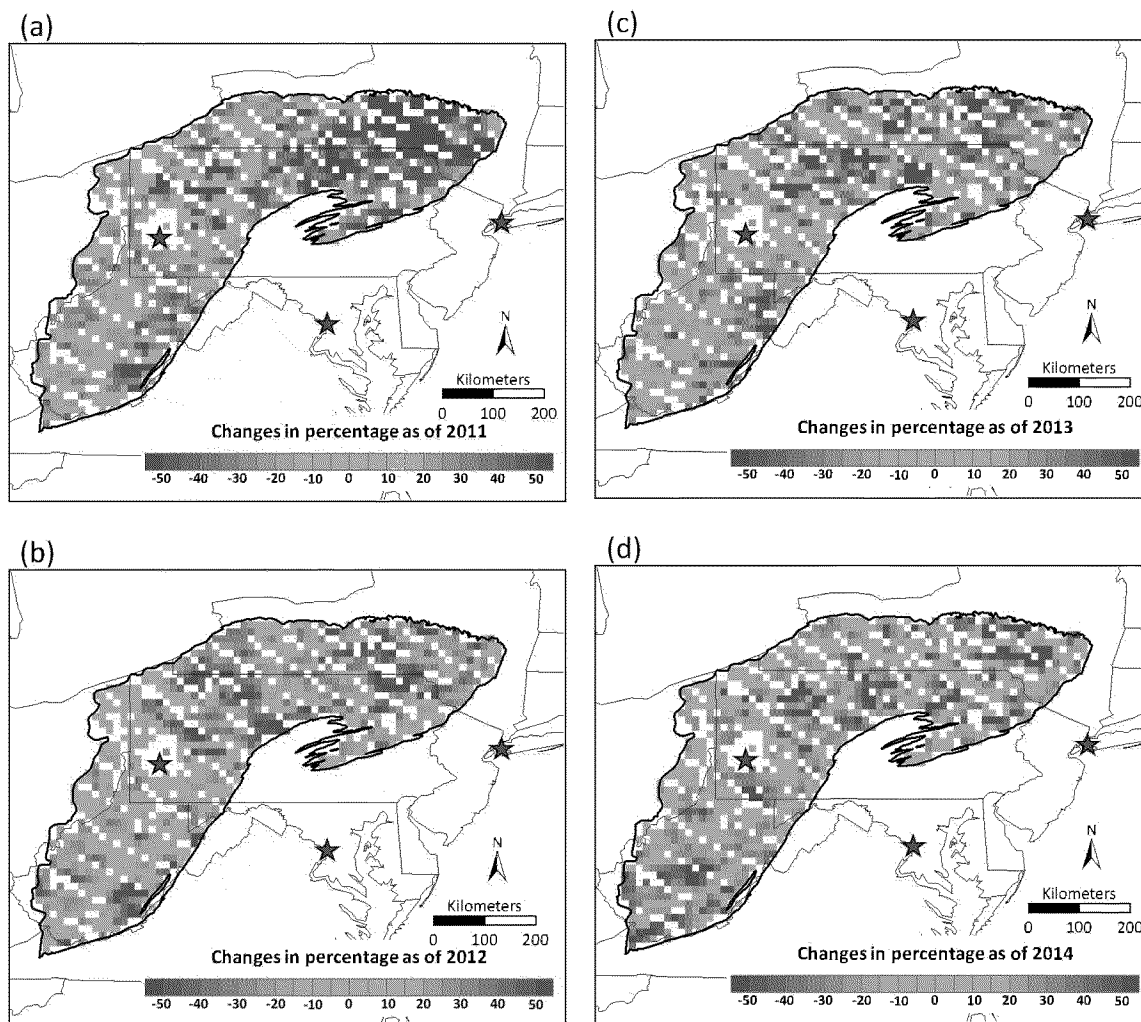 (a)
N
Kilometers
0 100 200
Changes in percentage as of 2011
-50 -40 -30 -20 -10 0 10 20 30 40 50
(c)
N
Kilometers
0 100 200
Changes in percentage as of 2013
-50 -40 -30 -20 -10 0 10 20 30 40 50
(b)
N
Kilometers
0 100 200
Changes in percentage as of 2012
-50 -40 -30 -20 -10 0 10 20 30 40 50
(d)
N
Kilometers
0 100 200
Changes in percentage as of 2014
-50 -40 -30 -20 -10 0 10 20 30 40 50